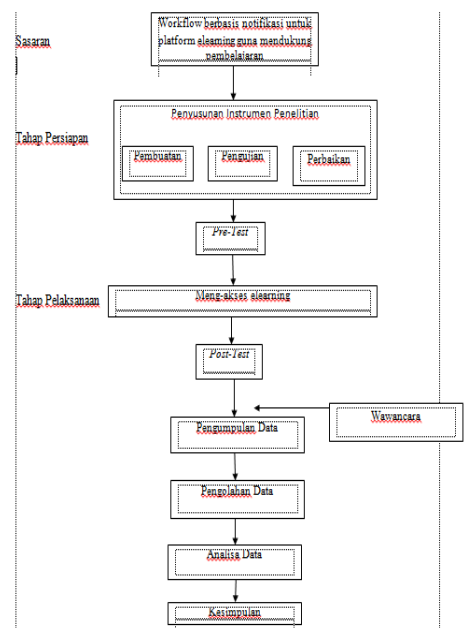 Workflow berbasis notifikasi untuk
Sasaran
platform elearning guna mendukung
pembelajaran
Penyusunan Instrumen Penelitian
Tahap Persiapan
Pembuatan
Pengujian
Perbaikan
Pre-Test
Tahap Pelaksanaan
Meng-akses elearning
Post-Test
Wawancara
Pengumpulan Data
Pengolahan Data
Analisa Data
Kesimpulan